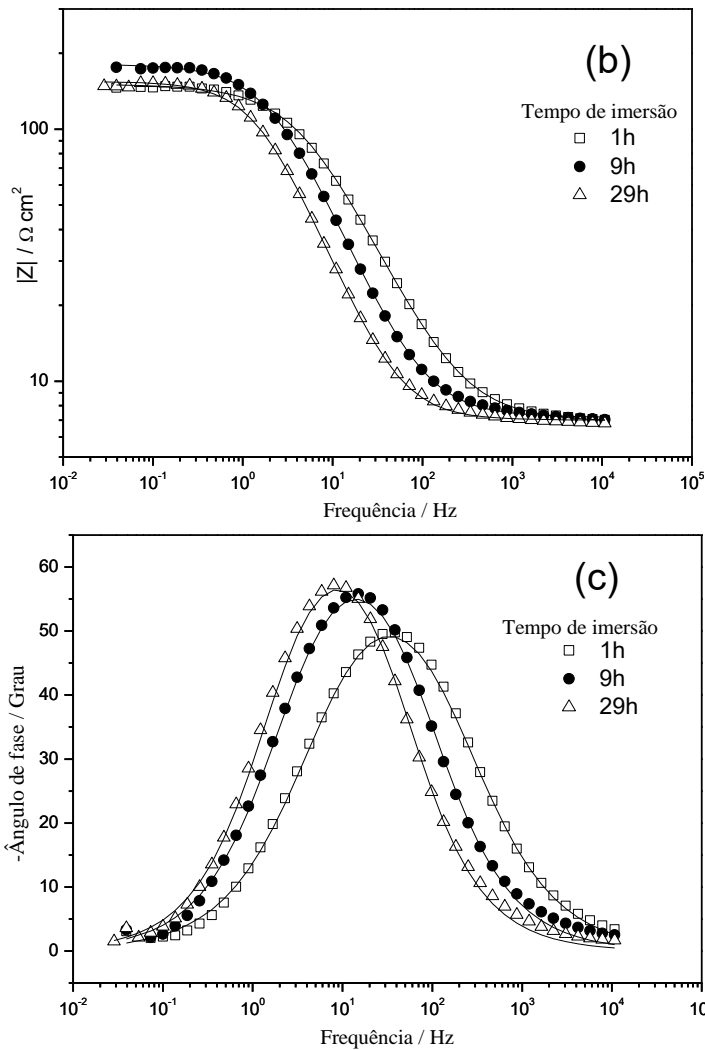 (b)
Tempo de imersão
1h
9h
29h
|Z| / Ω cm²
100
10
10⁻² 10⁻¹ 10⁰ 10¹ 10² 10³ 10⁴ 10⁵
Frequência / Hz
(c)
Tempo de imersão
1h
9h
29h
-Ângulo de fase / Grau
60
50
40
30
20
10
0
10⁻² 10⁻¹ 10⁰ 10¹ 10² 10³ 10⁴ 10
Frequência / Hz